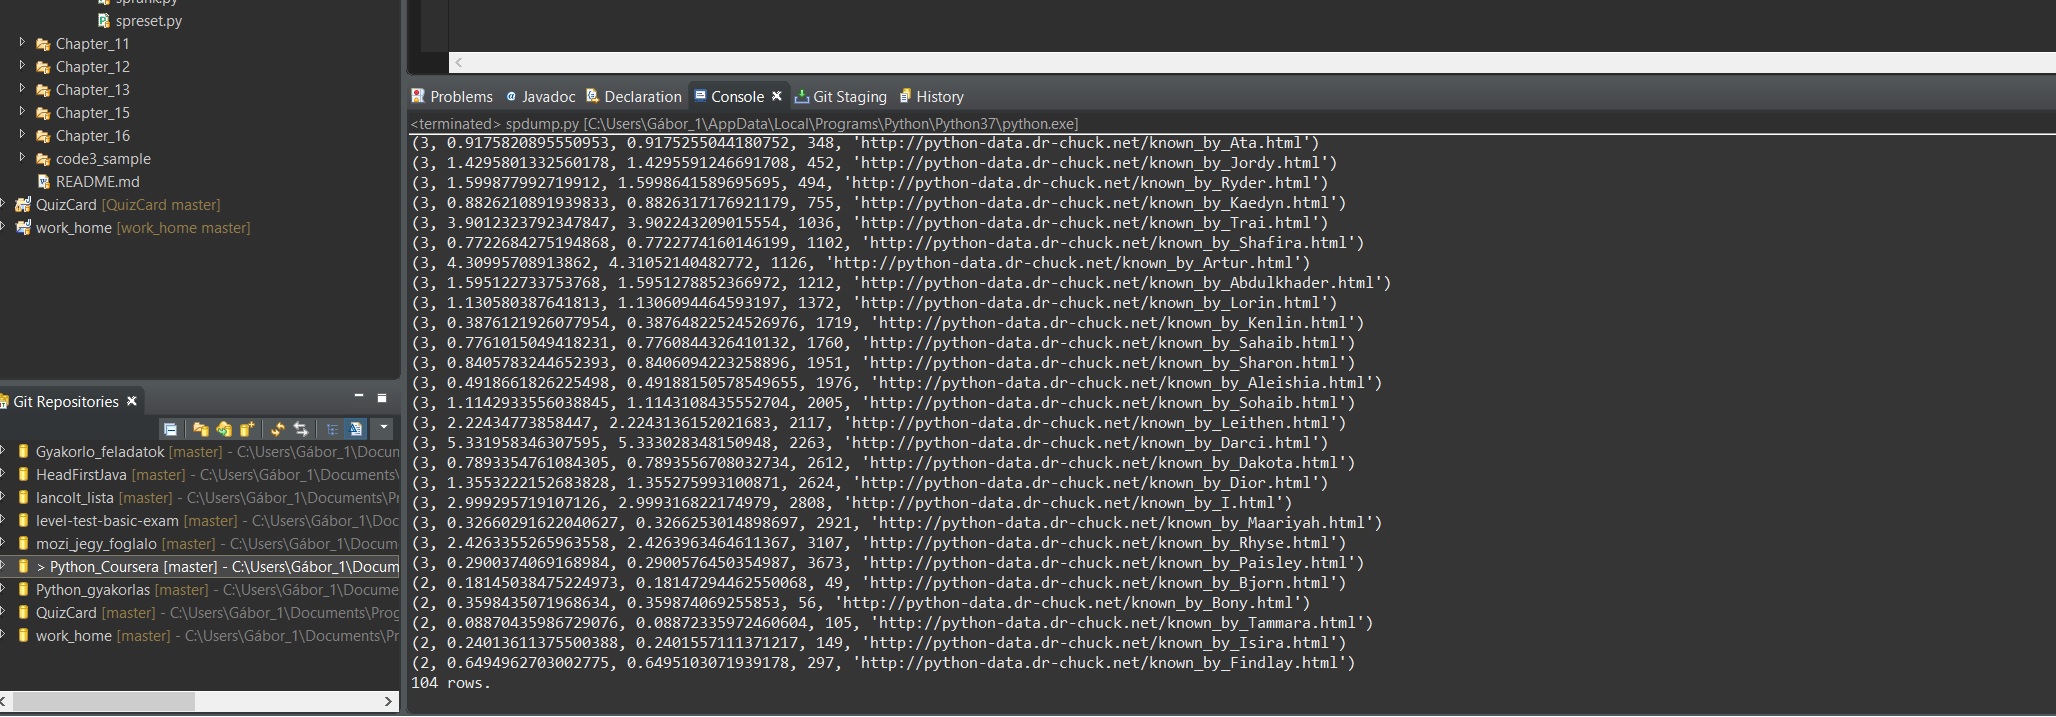 sprank.py
spreset.py
Chapter_11
Chapter_12
Chapter_13
Chapter_15
Chapter_16
code3_sample
README.md
QuizCard [QuizCard master]
work_home [work_home master]
Git Repositories
Gyakorlo_feladatok [master] - C:\Users\Gábor_1\Docun
HeadFirstJava [master] - C:\Users\Gábor_1\Documents\
lancolt_lista [master] - C:\Users\Gábor_1\Documents\Pr
level-test-basic-exam [master] - C:\Users\Gábor_1\Doc
mozi_jegy_foglalo [master] - C:\Users\Gábor_1\Docum
> Python_Coursera [master] - C:\Users\Gábor_1\Docum
Python_gyakorlas [master] - C:\Users\Gábor_1\Docume
QuizCard [master] - C:\Users\Gábor_1\Documents\Prog
work_home [master] - C:\Users\Gábor_1\Documents\Pr
Problems Javadoc Declaration Console Git Staging History
<terminated> spdump.py [C:\Users\Gábor_1\AppData\Local\Programs\Python\Python37\python.exe]
(3, 0.9175820895550953, 0.9175255044180752, 348, 'http://python-data.dr-chuck.net/known_by_Ata.html')
(3, 1.4295801332560178, 1.4295591246691708, 452, 'http://python-data.dr-chuck.net/known_by_Jordy.html')
(3, 1.599877992719912, 1.5998641589695695, 494, 'http://python-data.dr-chuck.net/known_by_Ryder.html')
(3, 0.8826210891939833, 0.8826317176921179, 755, 'http://python-data.dr-chuck.net/known_by_Kaedyn.html')
(3, 3.9012323792347847, 3.902243209015554, 1036, 'http://python-data.dr-chuck.net/known_by_Trai.html')
(3, 0.7722684275194868, 0.7722774160146199, 1102, 'http://python-data.dr-chuck.net/known_by_Shafira.html')
(3, 4.30995708913862, 4.31052140482772, 1126, 'http://python-data.dr-chuck.net/known_by_Artur.html')
(3, 1.595122733753768, 1.5951278852366972, 1212, 'http://python-data.dr-chuck.net/known_by_Abdulkhader.html')
(3, 1.130580387641813, 1.1306094464593197, 1372, 'http://python-data.dr-chuck.net/known_by_Lorin.html')
(3, 0.3876121926077954, 0.38764822524526976, 1719, 'http://python-data.dr-chuck.net/known_by_Kenlin.html')
(3, 0.7761015049418231, 0.7760844326410132, 1760, 'http://python-data.dr-chuck.net/known_by_Sahaib.html')
(3, 0.8405783244652393, 0.8406094223258896, 1951, 'http://python-data.dr-chuck.net/known_by_Sharon.html')
(3, 0.4918661826225498, 0.49188150578549655, 1976, 'http://python-data.dr-chuck.net/known_by_Aleishia.html')
(3, 1.1142933556038845, 1.1143108435552704, 2005, 'http://python-data.dr-chuck.net/known_by_Sohaib.html')
(3, 2.22434773858447, 2.2243136152021683, 2117, 'http://python-data.dr-chuck.net/known_by_Leithen.html')
(3, 5.331958346307595, 5.333028348150948, 2263, 'http://python-data.dr-chuck.net/known_by_Darci.html')
(3, 0.7893354761084305, 0.7893556708032734, 2612, 'http://python-data.dr-chuck.net/known_by_Dakota.html')
(3, 1.3553222152683828, 1.355275993100871, 2624, 'http://python-data.dr-chuck.net/known_by_Dior.html')
(3, 2.999295719107126, 2.999316822174979, 2808, 'http://python-data.dr-chuck.net/known_by_I.html')
(3, 0.32660291622040627, 0.3266253014898697, 2921, 'http://python-data.dr-chuck.net/known_by_Maariyah.html')
(3, 2.4263355265963558, 2.4263963464611367, 3107, 'http://python-data.dr-chuck.net/known_by_Rhyse.html')
(3, 0.2900374069168984, 0.2900576450354987, 3673, 'http://python-data.dr-chuck.net/known_by_Paisley.html')
(2, 0.18145038475224973, 0.18147294462550068, 49, 'http://python-data.dr-chuck.net/known_by_Bjorn.html')
(2, 0.3598435071968634, 0.359874069255853, 56, 'http://python-data.dr-chuck.net/known_by_Bony.html')
(2, 0.08870435986729076, 0.08872335972460604, 105, 'http://python-data.dr-chuck.net/known_by_Tammara.html')
(2, 0.24013611375500388, 0.2401557111371217, 149, 'http://python-data.dr-chuck.net/known_by_Isira.html')
(2, 0.6494962703002775, 0.6495103071939178, 297, 'http://python-data.dr-chuck.net/known_by_Findlay.html')
104 rows.